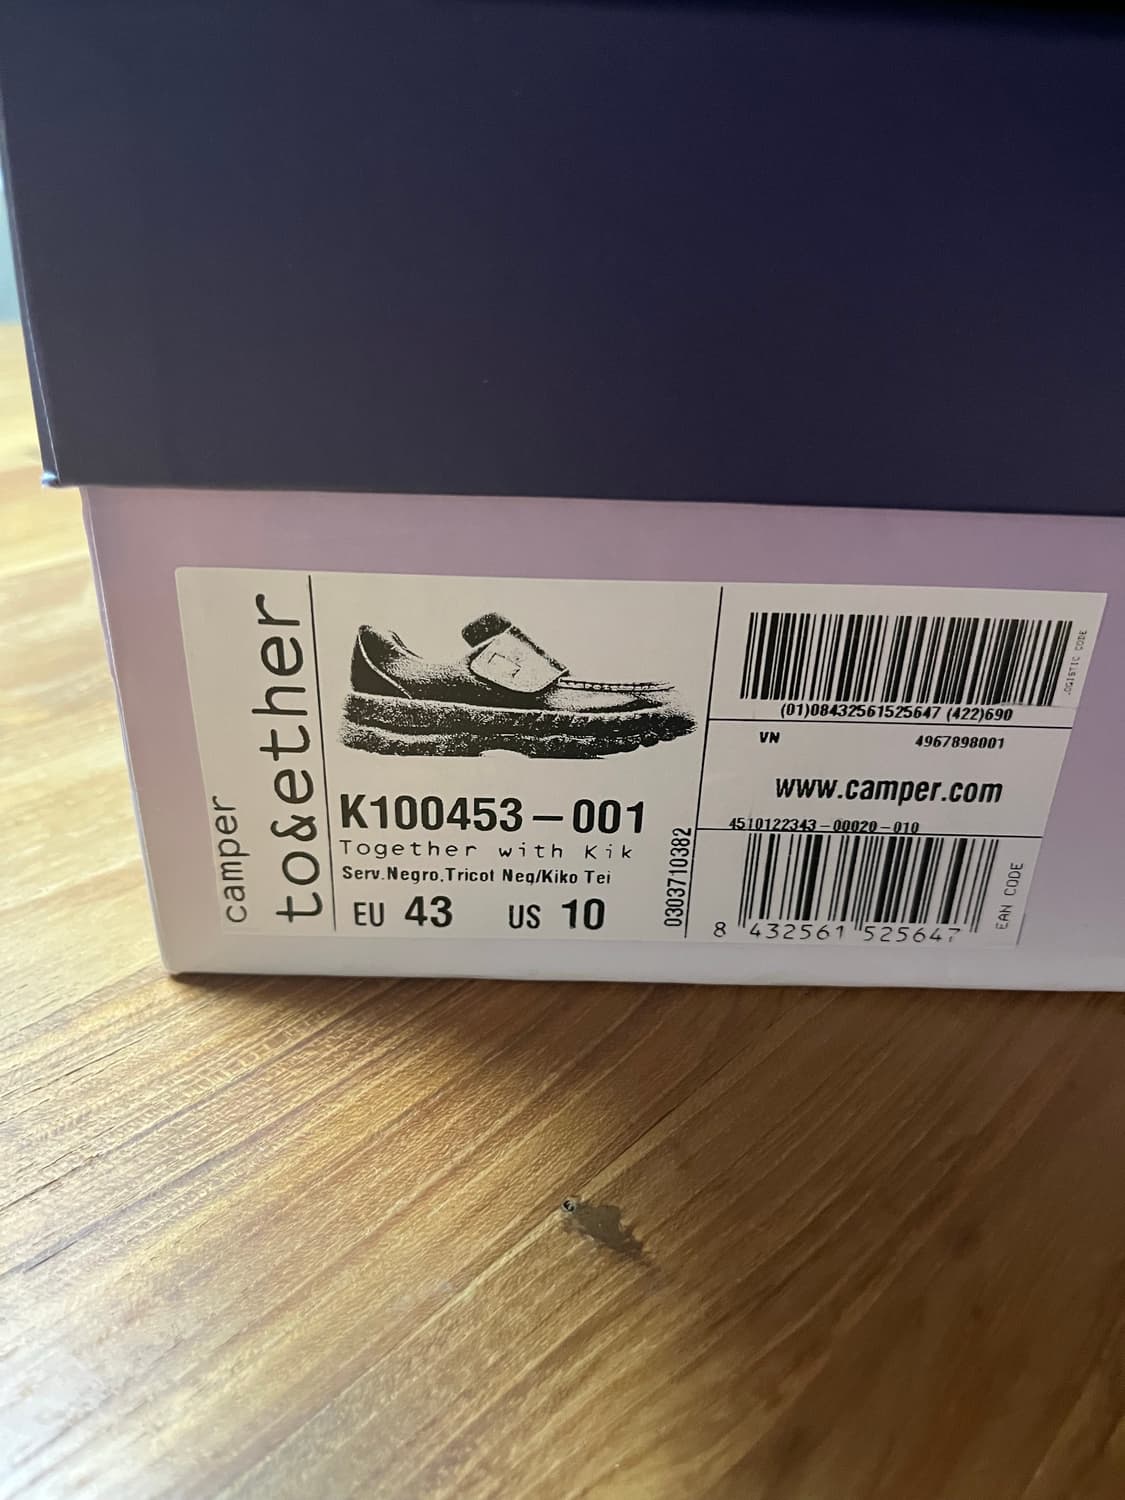 camper
to&ether
K100453-001
Together with Kik
Serv.Negro.Tricot Neg/Kiko Tei
EU 43 US 10
0303710382
(01)08432561525647 (422)690
OGISTIC CODE
VN 4967898001
www.camper.com
4510122343-00020-010
8 432561 525647
EAN CODE